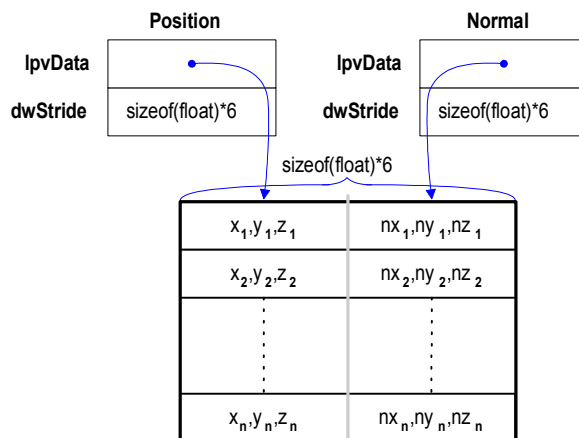 Position Normal
lpvData lpvData
dwStride sizeof(float)*6 dwStride sizeof(float)*6
sizeof(float)*6
x1,y1,z1 nx1,ny1,nz1
x2,y2,z2 nx2,ny2,nz2
xn,yn,zn nxn,nyn,nzn